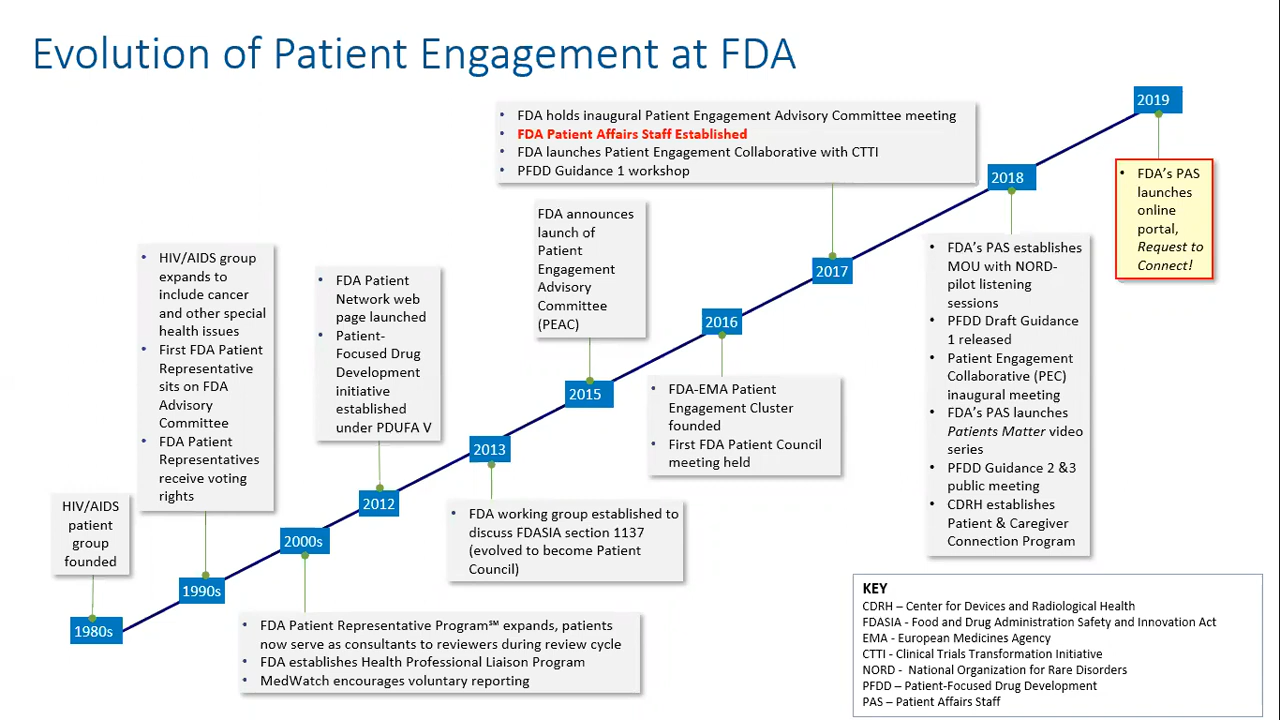 Evolution of Patient Engagement at FDA
1980s
HIV/AIDS
patient
group
founded
1990s
• HIV/AIDS group
expands to
include cancer
and other special
health issues
• First FDA Patient
Representative
sits on FDA
Advisory
Committee
• FDA Patient
Representatives
receive voting
rights
2000s
• FDA Patient Representative Program℠ expands, patients
now serve as consultants to reviewers during review cycle
• FDA establishes Health Professional Liaison Program
• MedWatch encourages voluntary reporting
2012
• FDA Patient
Network web
page launched
• Patient-
Focused Drug
Development
initiative
established
under PDUFA V
2013
• FDA working group established to
discuss FDASIA section 1137
(evolved to become Patient
Council)
2015
FDA announces
launch of
Patient
Engagement
Advisory
Committee
(PEAC)
2016
• FDA-EMA Patient
Engagement Cluster
founded
• First FDA Patient Council
meeting held
2017
• FDA holds inaugural Patient Engagement Advisory Committee meeting
• FDA Patient Affairs Staff Established
• FDA launches Patient Engagement Collaborative with CTTI
• PFDD Guidance 1 workshop
2018
• FDA's PAS establishes
MOU with NORD-
pilot listening
sessions
• PFDD Draft Guidance
1 released
• Patient Engagement
Collaborative (PEC)
inaugural meeting
• FDA's PAS launches
Patients Matter video
series
• PFDD Guidance 2 &3
public meeting
• CDRH establishes
Patient & Caregiver
Connection Program
2019
• FDA's PAS
launches
online
portal,
Request to
Connect!
KEY
CDRH – Center for Devices and Radiological Health
FDASIA - Food and Drug Administration Safety and Innovation Act
EMA - European Medicines Agency
CTTI - Clinical Trials Transformation Initiative
NORD - National Organization for Rare Disorders
PFDD – Patient-Focused Drug Development
PAS – Patient Affairs Staff